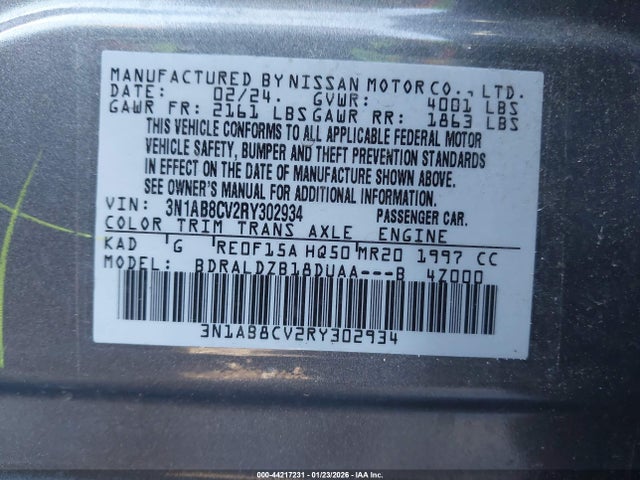 MANUFACTURED BY NISSAN MOTOR CO., LTD.
DATE: 02/24. GVWR: 4001 LBS
GAWR FR: 2161 LBS GAWR RR: 1863 LBS
THIS VEHICLE CONFORMS TO ALL APPLICABLE FEDERAL MOTOR
VEHICLE SAFETY, BUMPER AND THEFT PREVENTION STANDARDS
IN EFFECT ON THE DATE OF MANUFACTURE SHOWN ABOVE.
SEE OWNER'S MANUAL FOR ADDITIONAL INFORMATION.
VIN: 3N1AB8CV2RY302934 PASSENGER CAR.
COLOR TRIM TRANS AXLE ENGINE
KAD G RE0F15A HQ50 MR20 1997 CC
MODEL: BDRALDZB18DUAA---B 4Z000
3N1AB8CV2RY302934
000-44217231 - 01/23/2026 - IAA Inc.